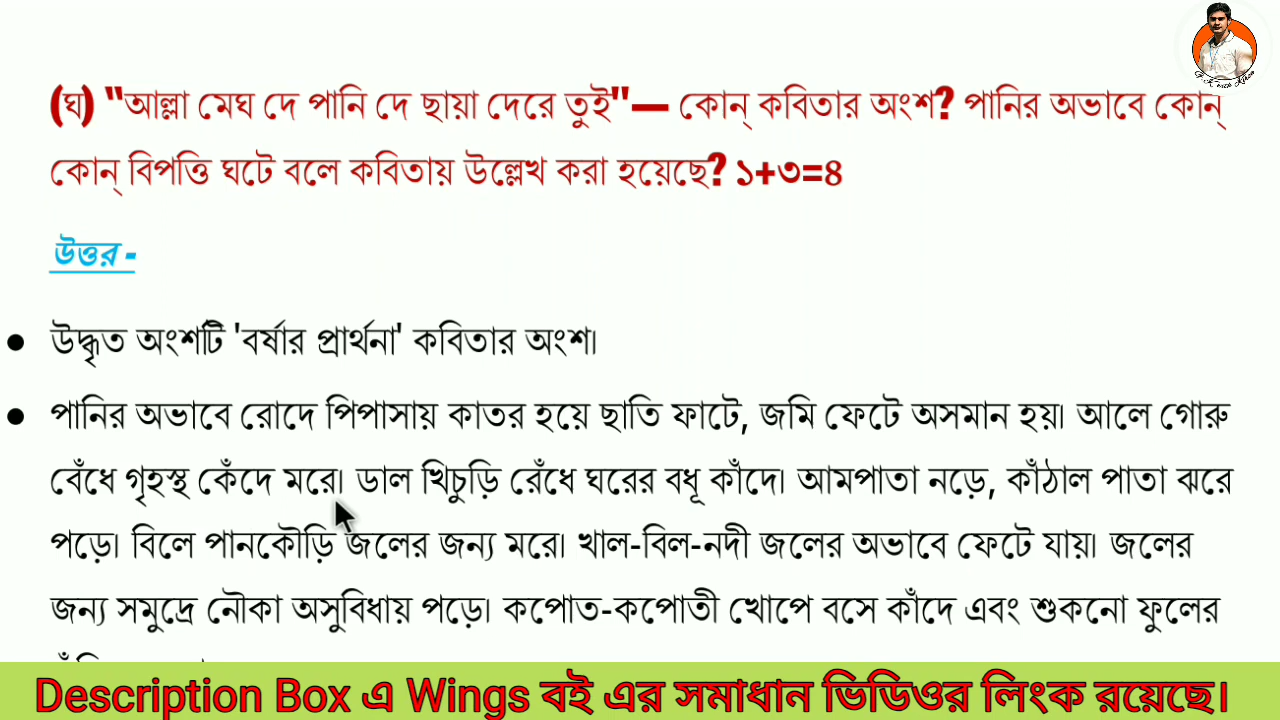 (ঘ) "আল্লা মেঘ দে পানি দে ছায়া দেরে তুই"— কোন্ কবিতার অংশ? পানির অভাবে কোন্
কোন্ বিপত্তি ঘটে বলে কবিতায় উল্লেখ করা হয়েছে? ১+৩=৪
উত্তর -
● উদ্ধৃত অংশটি 'বর্ষার প্রার্থনা' কবিতার অংশ।
● পানির অভাবে রোদে পিপাসায় কাতর হয়ে ছাতি ফাটে, জমি ফেটে অসমান হয়। আলে গোরু
বেঁধে গৃহস্থ কেঁদে মরে। ডাল খিচুড়ি রেঁধে ঘরের বধূ কাঁদে। আমপাতা নড়ে, কাঁঠাল পাতা ঝরে
পড়ে। বিলে পানকৌড়ি জলের জন্য মরে। খাল-বিল-নদী জলের অভাবে ফেটে যায়। জলের
জন্য সমুদ্রে নৌকা অসুবিধায় পড়ে। কপোত-কপোতী খোপে বসে কাঁদে এবং শুকনো ফুলের
Description Box এ Wings বই এর সমাধান ভিডিওর লিংক রয়েছে।